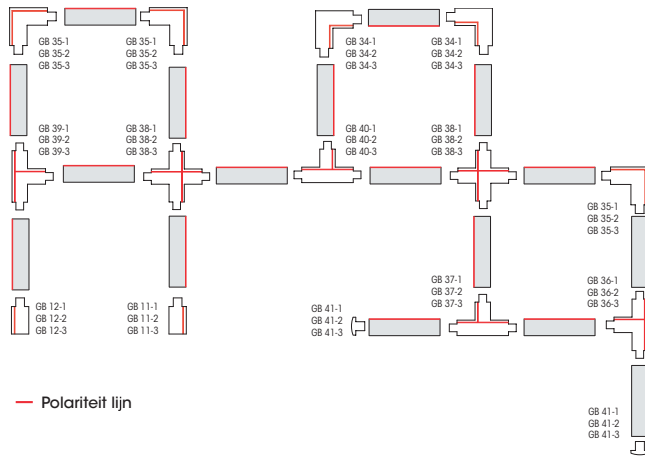 GB 35-1
GB 35-2
GB 35-3
GB 35-1
GB 35-2
GB 35-3
GB 34-1
GB 34-2
GB 34-3
GB 34-1
GB 34-2
GB 34-3
GB 39-1
GB 39-2
GB 39-3
GB 38-1
GB 38-2
GB 38-3
GB 40-1
GB 40-2
GB 40-3
GB 38-1
GB 38-2
GB 38-3
GB 35-1
GB 35-2
GB 35-3
GB 12-1
GB 12-2
GB 12-3
GB 11-1
GB 11-2
GB 11-3
GB 41-1
GB 41-2
GB 41-3
GB 37-1
GB 37-2
GB 37-3
GB 36-1
GB 36-2
GB 36-3
Polariteit lijn
GB 41-1
GB 41-2
GB 41-3